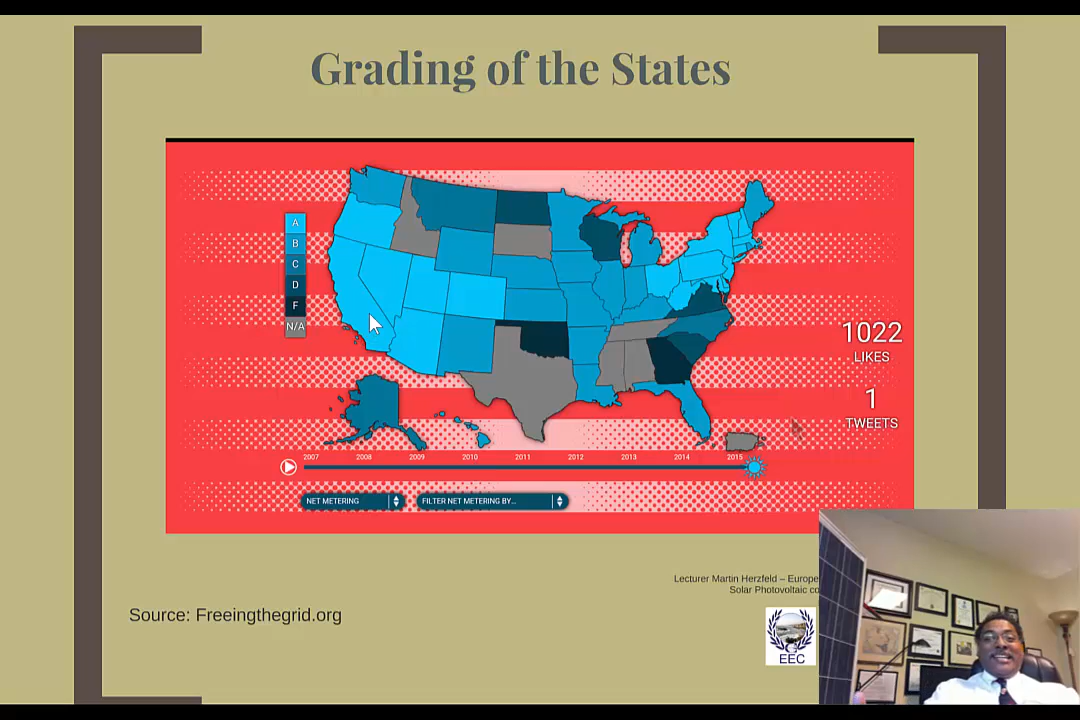 Grading of the States
A
B
C
D
F
N/A
1022
LIKES
1
TWEETS
2007 2008 2009 2010 2011 2012 2013 2014 2015
NET METERING
FILTER NET METERING BY...
Lecturer Martin Herzfeld – Europe
Solar Photovoltaic co
Source: Freeingthegrid.org
EEC